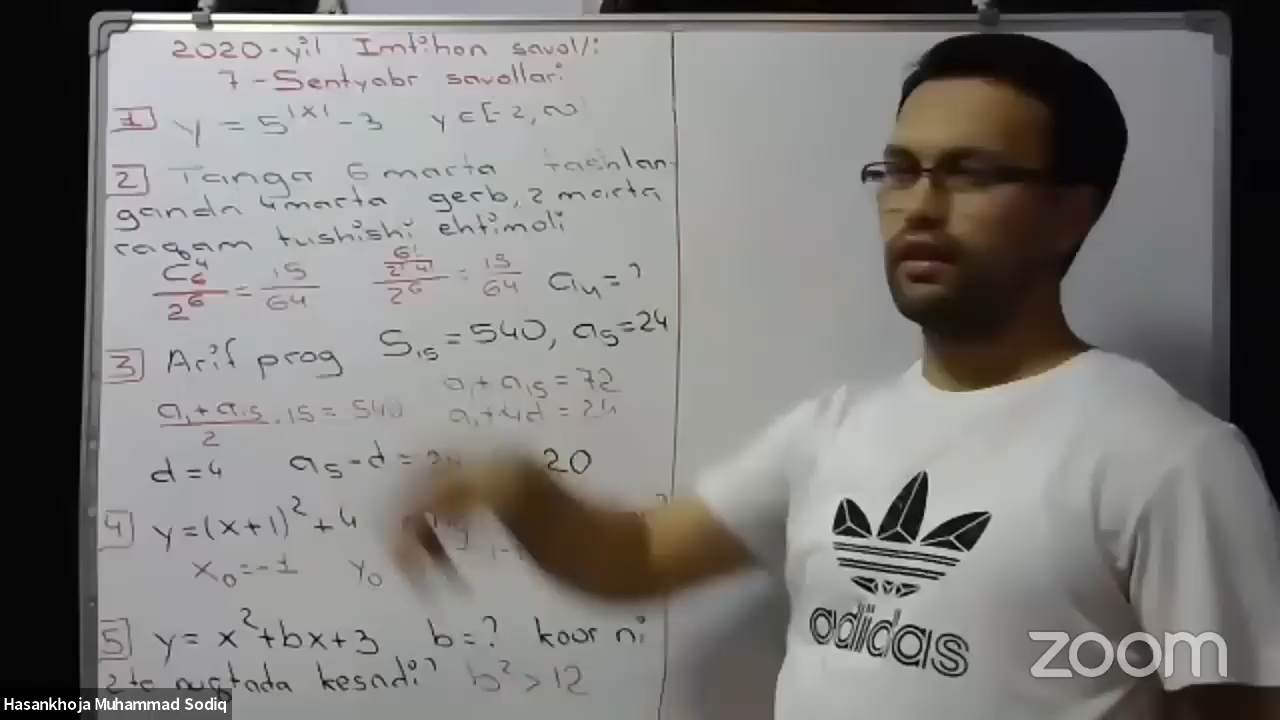 2020-yil Imtihon savol/:
7-Sentyabr savollari
1 y = 5^|x| - 3 y ∈ [-2, ∞)
2 Tanga 6 marta tashlan-
ganda 4 marta gerb, 2 marta
raqam tushishi ehtimoli
C₆⁴/2⁶ = 15/64 (6!/(2!·4!))/2⁶ = 15/64 a₄ = ?
3 Arif prog S₁₅ = 540, a₅ = 24
a₁ + a₁₅ = 72
(a₁ + a₁₅)/2 · 15 = 540 a₁ + 4d = 24
d = 4 a₅ - d = 20
4 y = (x+1)² + 4
x₀ = -1 y₀
5 y = x² + bx + 3 b = ? koor ni
2 ta nuqtada kesadi? b² > 12
adidas
zoom
Hasankhoja Muhammad Sodiq